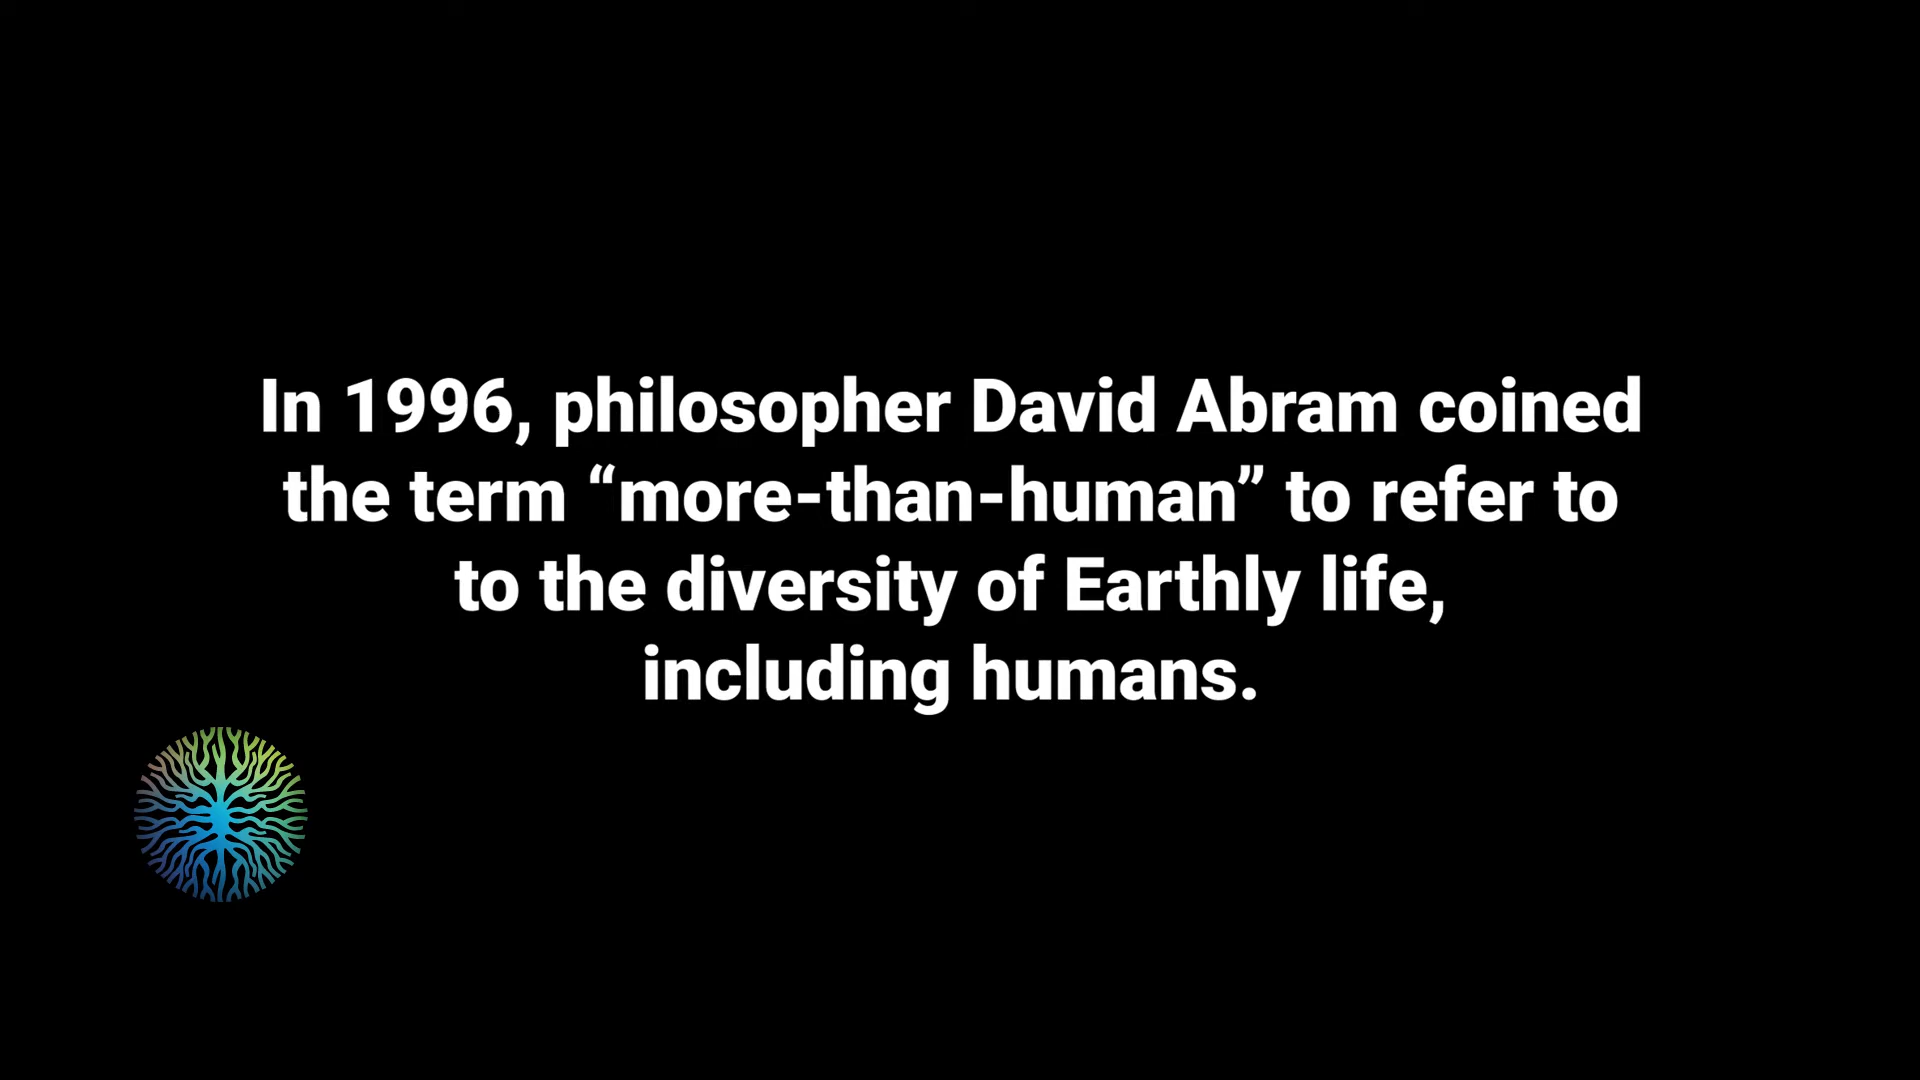 In 1996, philosopher David Abram coined
the term “more-than-human” to refer to
to the diversity of Earthly life,
including humans.